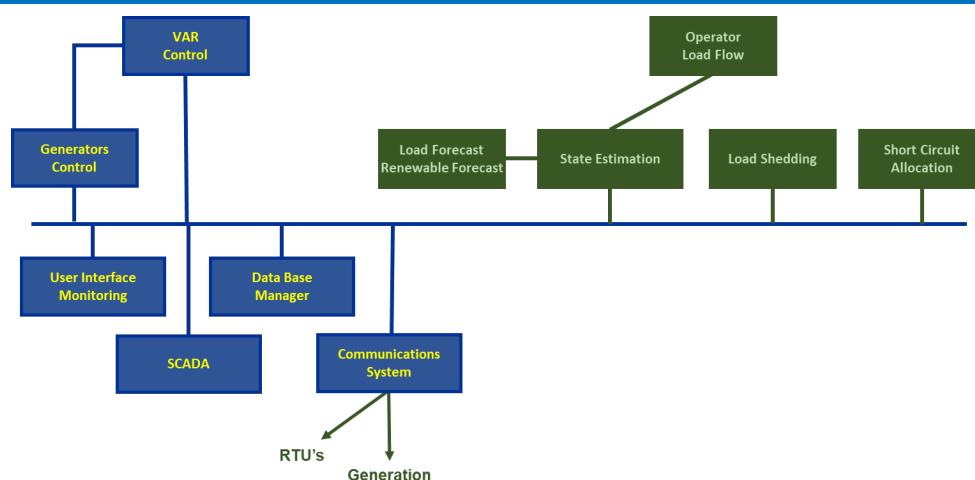 VAR
Control
Operator
Load Flow
Generators
Control
Load Forecast
Renewable Forecast
State Estimation
Load Shedding
Short Circuit
Allocation
User Interface
Monitoring
Data Base
Manager
SCADA
Communications
System
RTU's
Generation